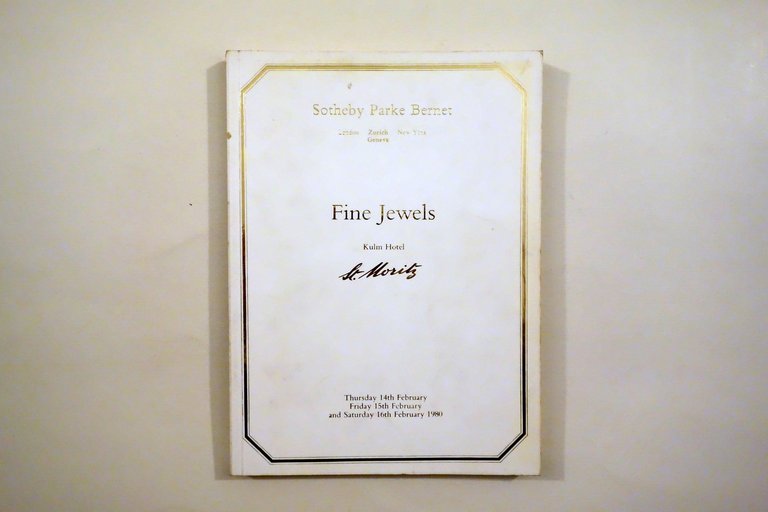 Sotheby Parke Bernet
London Zurich New York
Geneva
Fine Jewels
Kulm Hotel
St. Moritz
Thursday 14th February
Friday 15th February
and Saturday 16th February 1980